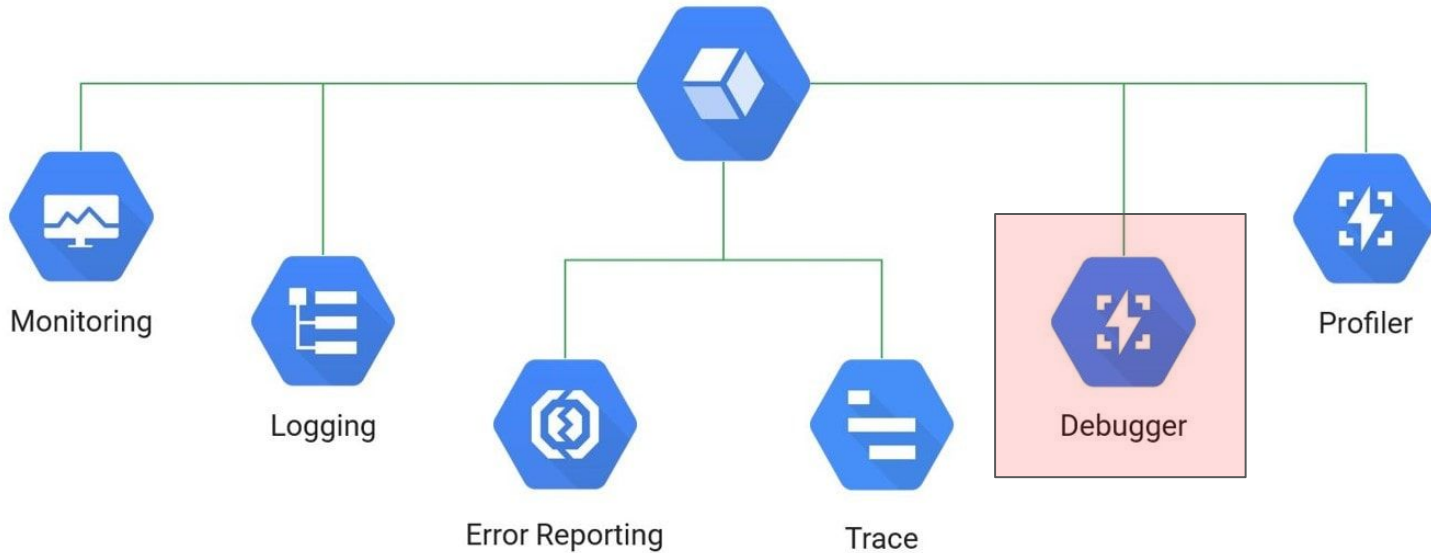 Monitoring
Logging
Error Reporting
Trace
Debugger
Profiler